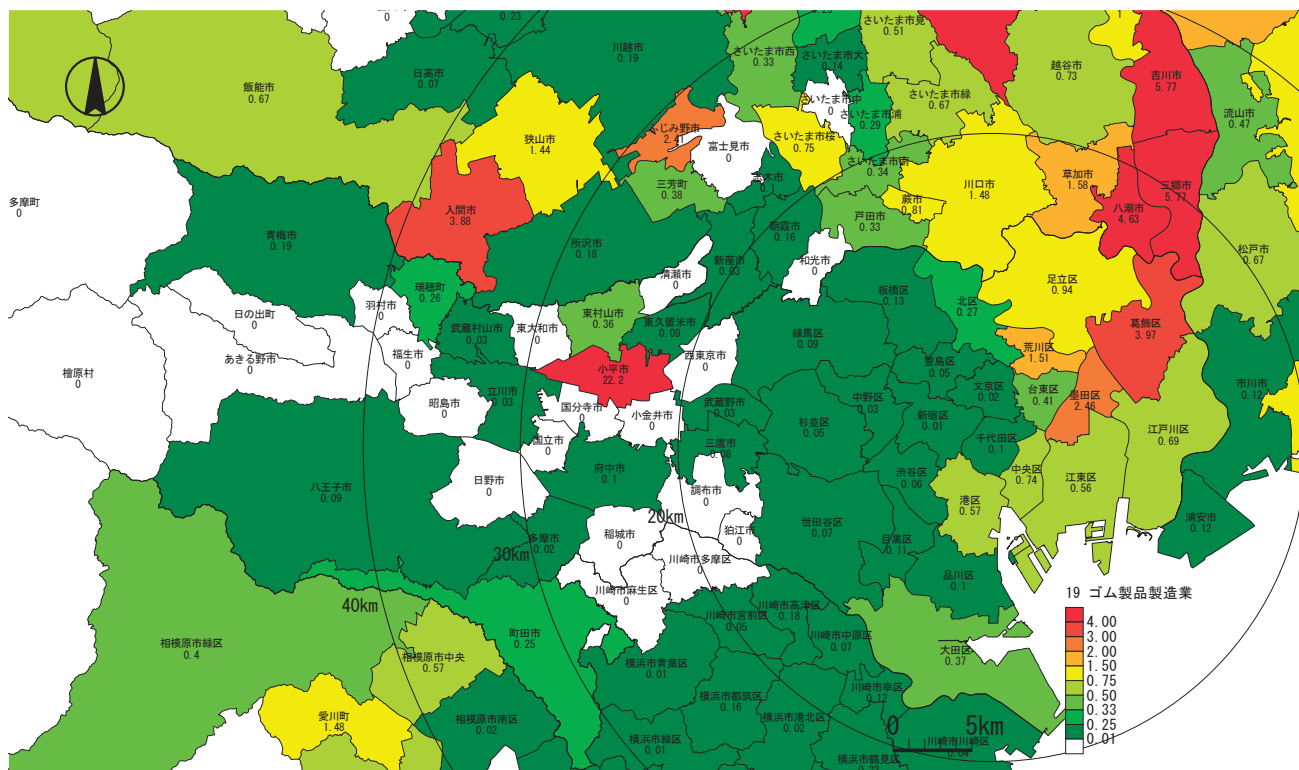 0
0.23
川越市
0.19
さいたま市西
0.33
さいたま市大
0.14
さいたま市見
0.51
越谷市
0.73
吉川市
5.77
日高市
0.07
飯能市
0.67
さいたま市中
0
さいたま市緑
0.67
さいたま市浦
0.29
流山市
0.47
狭山市
1.44
ふじみ野市
2.41
富士見市
0
さいたま市桜
0.75
さいたま市南
0.34
川口市
1.48
草加市
1.58
三郷市
5.77
八潮市
4.63
多摩町
0
入間市
3.88
三芳町
0.38
志木市
0.1
蕨市
0.81
戸田市
0.33
朝霞市
0.16
青梅市
0.19
所沢市
0.18
新座市
0.03
和光市
0
松戸市
0.67
清瀬市
0
足立区
0.94
板橋区
0.13
北区
0.27
瑞穂町
0.26
羽村市
0
日の出町
0
東村山市
0.36
東久留米市
0.09
東大和市
0
武蔵村山市
0.03
練馬区
0.09
葛飾区
3.97
荒川区
1.51
あきる野市
0
福生市
0
西東京市
0
豊島区
0.05
檜原村
0
小平市
22.2
文京区
0.02
台東区
0.41
墨田区
2.46
市川市
0.12
立川市
0.03
昭島市
0
国分寺市
0
小金井市
0
武蔵野市
0.03
中野区
0.03
杉並区
0.05
新宿区
0.01
江戸川区
0.69
国立市
0
三鷹市
0.08
千代田区
0.1
府中市
0.1
渋谷区
0.06
中央区
0.74
江東区
0.56
日野市
0
八王子市
0.09
調布市
0
港区
0.57
20km
浦安市
0.12
世田谷区
0.07
狛江市
0
稲城市
0
多摩市
0.02
目黒区
0.11
30km
川崎市多摩区
0
品川区
0.1
川崎市麻生区
0
19 ゴム製品製造業
40km
川崎市高津区
0.18
川崎市宮前区
0.05
4.00
3.00
2.00
1.50
0.75
0.50
0.33
0.25
0.01
町田市
0.25
川崎市中原区
0.07
相模原市緑区
0.4
相模原市中央
0.57
大田区
0.37
横浜市青葉区
0.01
川崎市幸区
0.12
横浜市都筑区
0.16
愛川町
1.48
相模原市南区
0.02
横浜市港北区
0.02
0 5km
横浜市緑区
0.01
川崎市川崎区
0.04
横浜市鶴見区